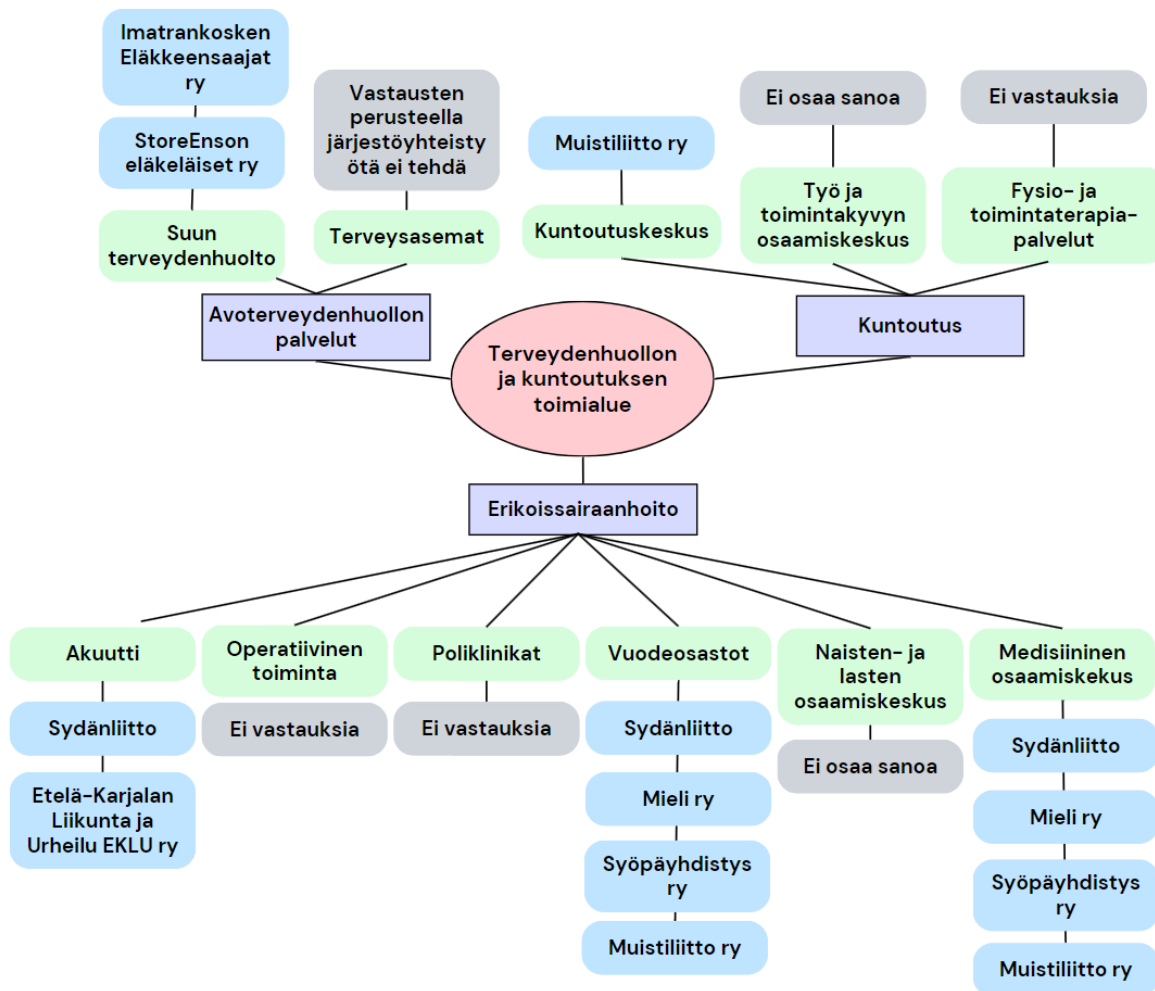 Imatrankosken
Eläkkeensaajat
ry
StoreEnson
eläkeläiset ry
Suun
terveydenhuolto
Vastausten
perusteella
järjestöyhteisty
ötä ei tehdä
Terveysasemat
Avoterveydenhuollon
palvelut
Muistiliitto ry
Kuntoutuskeskus
Ei osaa sanoa
Työ ja
toimintakyvyn
osaamiskeskus
Ei vastauksia
Fysio- ja
toimintaterapia-
palvelut
Kuntoutus
Terveydenhuollon
ja kuntoutuksen
toimialue
Erikoissairaanhoito
Akuutti
Sydänliitto
Etelä-Karjalan
Liikunta ja
Urheilu EKLU ry
Operatiivinen
toiminta
Ei vastauksia
Poliklinikat
Ei vastauksia
Vuodeosastot
Sydänliitto
Mieli ry
Syöpäyhdistys
ry
Muistiliitto ry
Naisten- ja
lasten
osaamiskeskus
Ei osaa sanoa
Medisiininen
osaamiskekus
Sydänliitto
Mieli ry
Syöpäyhdistys
ry
Muistiliitto ry